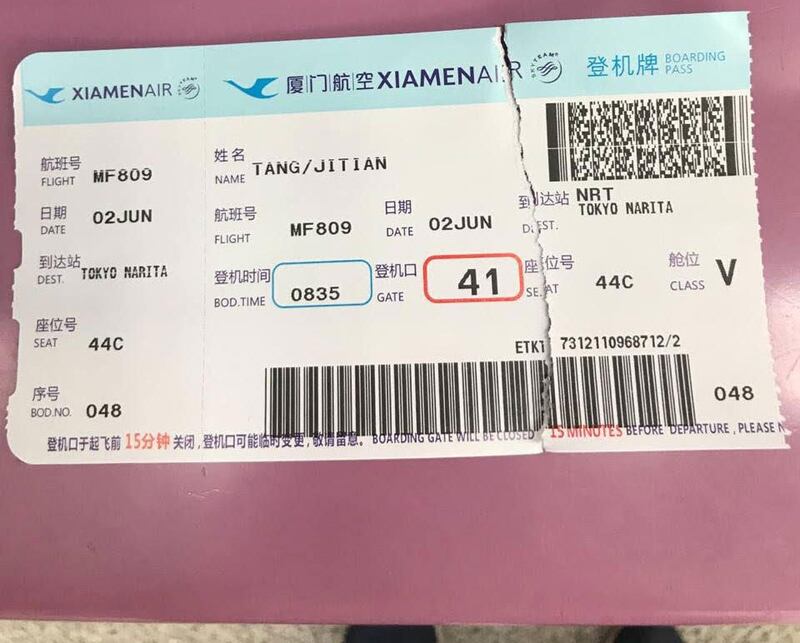 XIAMENAIR
航班号
FLIGHT MF809
日期
DATE 02JUN
到达站
DEST. TOKYO NARITA
座位号
SEAT 44C
序号
BOD.NO. 048
厦门航空 XIAMENAIR
登机牌 BOARDING PASS
姓名
NAME TANG/JITIAN
航班号
FLIGHT MF809
日期
DATE 02JUN
到达站 NRT
DEST. TOKYO NARITA
登机时间
BOD.TIME 0835
登机口
GATE 41
座位号
SEAT 44C
舱位
CLASS V
ETKT 7312110968712/2
048
登机口于起飞前 15分钟 关闭,登机口可能临时变更,敬请留意。 BOARDING GATE WILL BE CLOSED 15 MINUTES BEFORE DEPARTURE , PLEASE